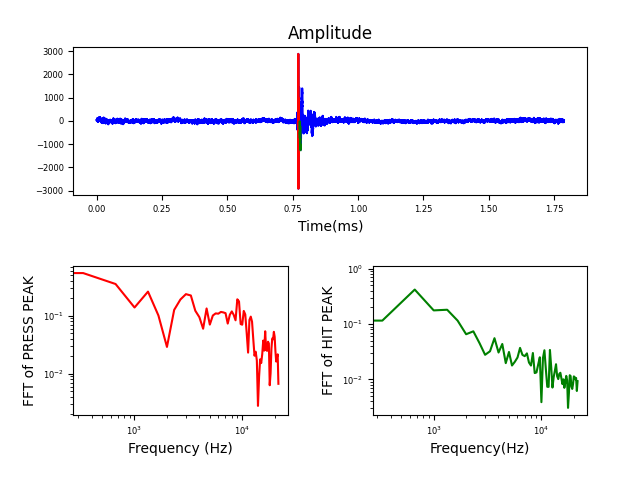 Amplitude
3000
2000
1000
0
−1000
−2000
−3000
0.00 0.25 0.50 0.75 1.00 1.25 1.50 1.75
Time(ms)
FFT of PRESS PEAK
10⁻¹
10⁻²
10³ 10⁴
Frequency (Hz)
FFT of HIT PEAK
10⁰
10⁻¹
10⁻²
10³ 10⁴
Frequency(Hz)